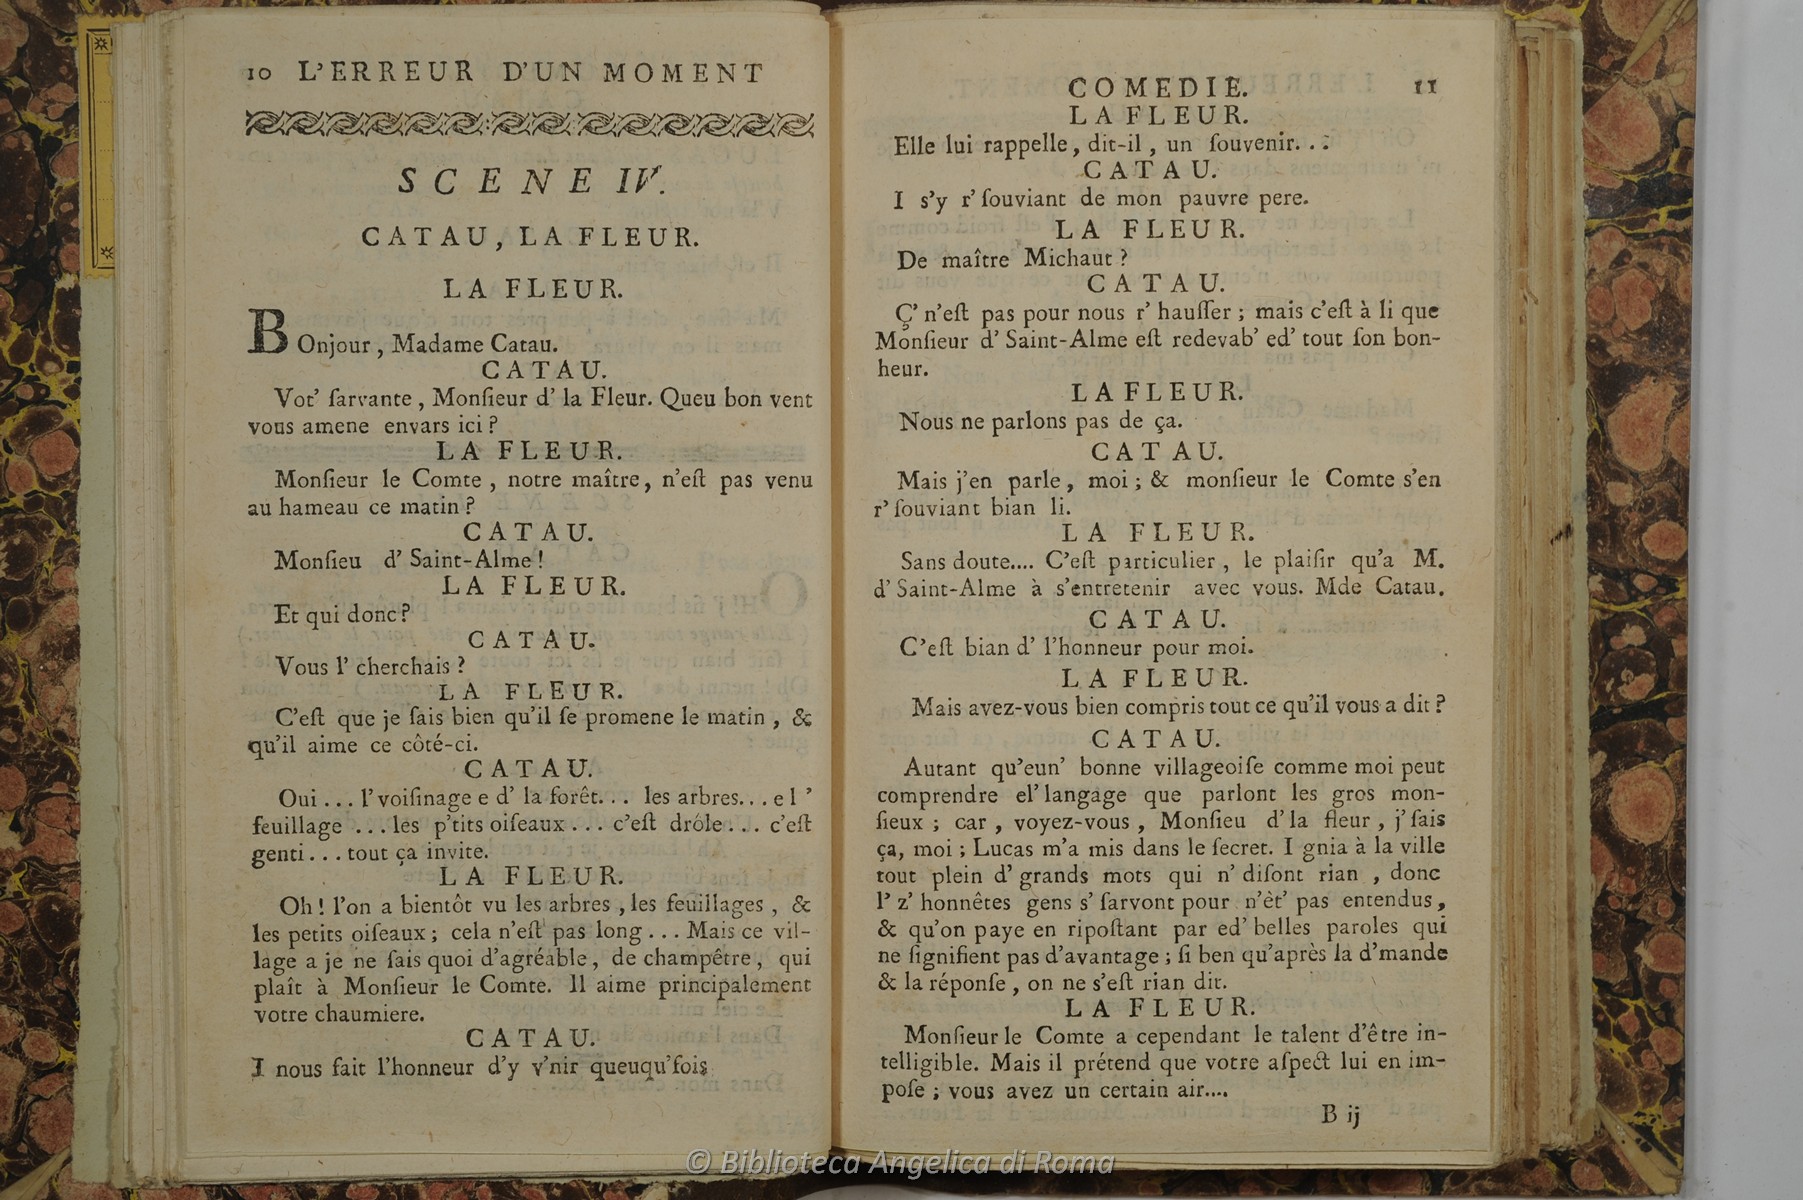 10 L'ERREUR D'UN MOMENT
SCENE IV.
CATAU, LA FLEUR.
LA FLEUR.
BOnjour, Madame Catau.
CATAU.
Vot' ſarvante, Monſieur d' la Fleur. Queu bon vent
vous amene envars ici?
LA FLEUR.
Monſieur le Comte, notre maître, n'eſt pas venu
au hameau ce matin?
CATAU.
Monſieu d' Saint-Alme!
LA FLEUR.
Et qui donc?
CATAU.
Vous l' cherchais?
LA FLEUR.
C'eſt que je ſais bien qu'il ſe promene le matin, &
qu'il aime ce côté-ci.
CATAU.
Oui... l'voiſinage e d' la forêt... les arbres... e l'
feuillage ... les p'tits oiſeaux... c'eſt drôle... c'eſt
genti... tout ça invite.
LA FLEUR.
Oh! l'on a bientôt vu les arbres, les feuillages, &
les petits oiſeaux; cela n'eſt pas long... Mais ce vil-
lage a je ne ſais quoi d'agréable, de champêtre, qui
plaît à Monſieur le Comte. Il aime principalement
votre chaumiere.
CATAU.
I nous fait l'honneur d'y v'nir queuqu'fois
COMEDIE. 11
LA FLEUR.
Elle lui rappelle, dit-il, un ſouvenir...
CATAU.
I s'y r' ſouviant de mon pauvre pere.
LA FLEUR.
De maître Michaut?
CATAU.
Ç' n'eſt pas pour nous r' hauſſer; mais c'eſt à li que
Monſieur d' Saint-Alme eſt redevab' ed' tout ſon bon-
heur.
LA FLEUR.
Nous ne parlons pas de ça.
CATAU.
Mais j'en parle, moi; & monſieur le Comte s'en
r' ſouviant bian li.
LA FLEUR.
Sans doute.... C'eſt particulier, le plaiſir qu'a M.
d'Saint-Alme à s'entretenir avec vous. Mde Catau.
CATAU.
C'eſt bian d' l'honneur pour moi.
LA FLEUR.
Mais avez-vous bien compris tout ce qu'il vous a dit?
CATAU.
Autant qu'eun' bonne villageoiſe comme moi peut
comprendre el' langage que parlont les gros mon-
ſieux; car, voyez-vous, Monſieu d'la fleur, j'ſais
ça, moi; Lucas m'a mis dans le ſecret. I gnia à la ville
tout plein d' grands mots qui n' diſont rian, donc
l' z' honnêtes gens s' ſarvont pour n'êt' pas entendus,
& qu'on paye en ripoſtant par ed' belles paroles qui
ne ſignifient pas d'avantage; ſi ben qu'après la d'mande
& la réponſe, on ne s'eſt rian dit.
LA FLEUR.
Monſieur le Comte a cependant le talent d'être in-
telligible. Mais il prétend que votre aſpect lui en im-
poſe; vous avez un certain air....
B ij
© Biblioteca Angelica di Roma